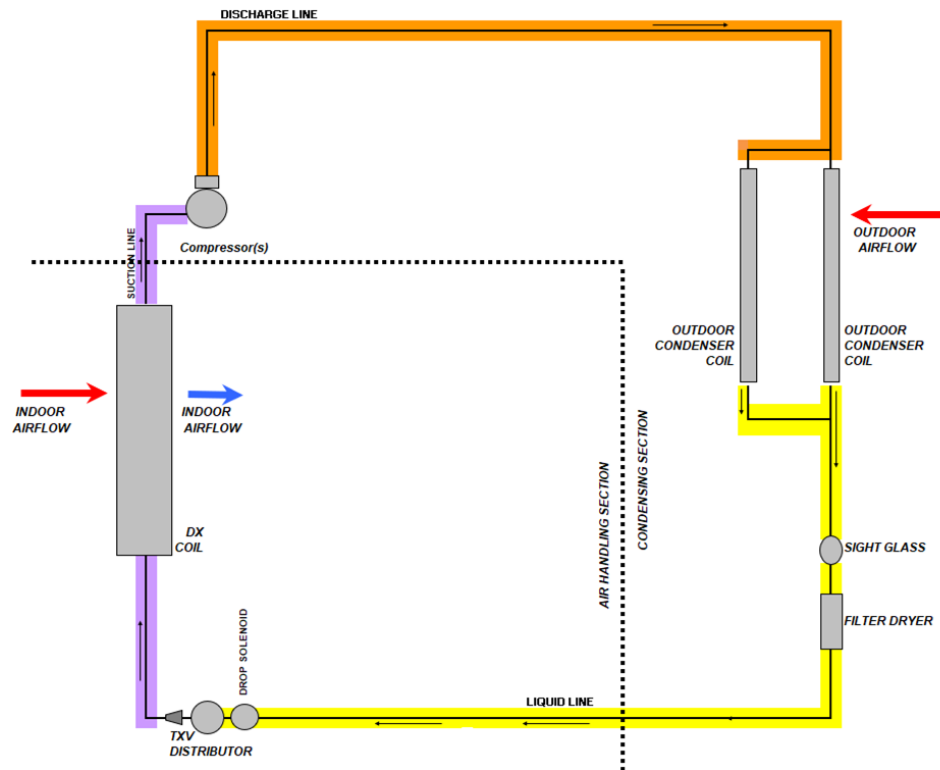 DISCHARGE LINE
Compressor(s)
SUCTION LINE
OUTDOOR
AIRFLOW
OUTDOOR
CONDENSER
COIL
OUTDOOR
CONDENSER
COIL
INDOOR
AIRFLOW
INDOOR
AIRFLOW
DX
COIL
AIR HANDLING SECTION
CONDENSING SECTION
SIGHT GLASS
FILTER DRYER
DROP SOLENOID
LIQUID LINE
TXV
DISTRIBUTOR